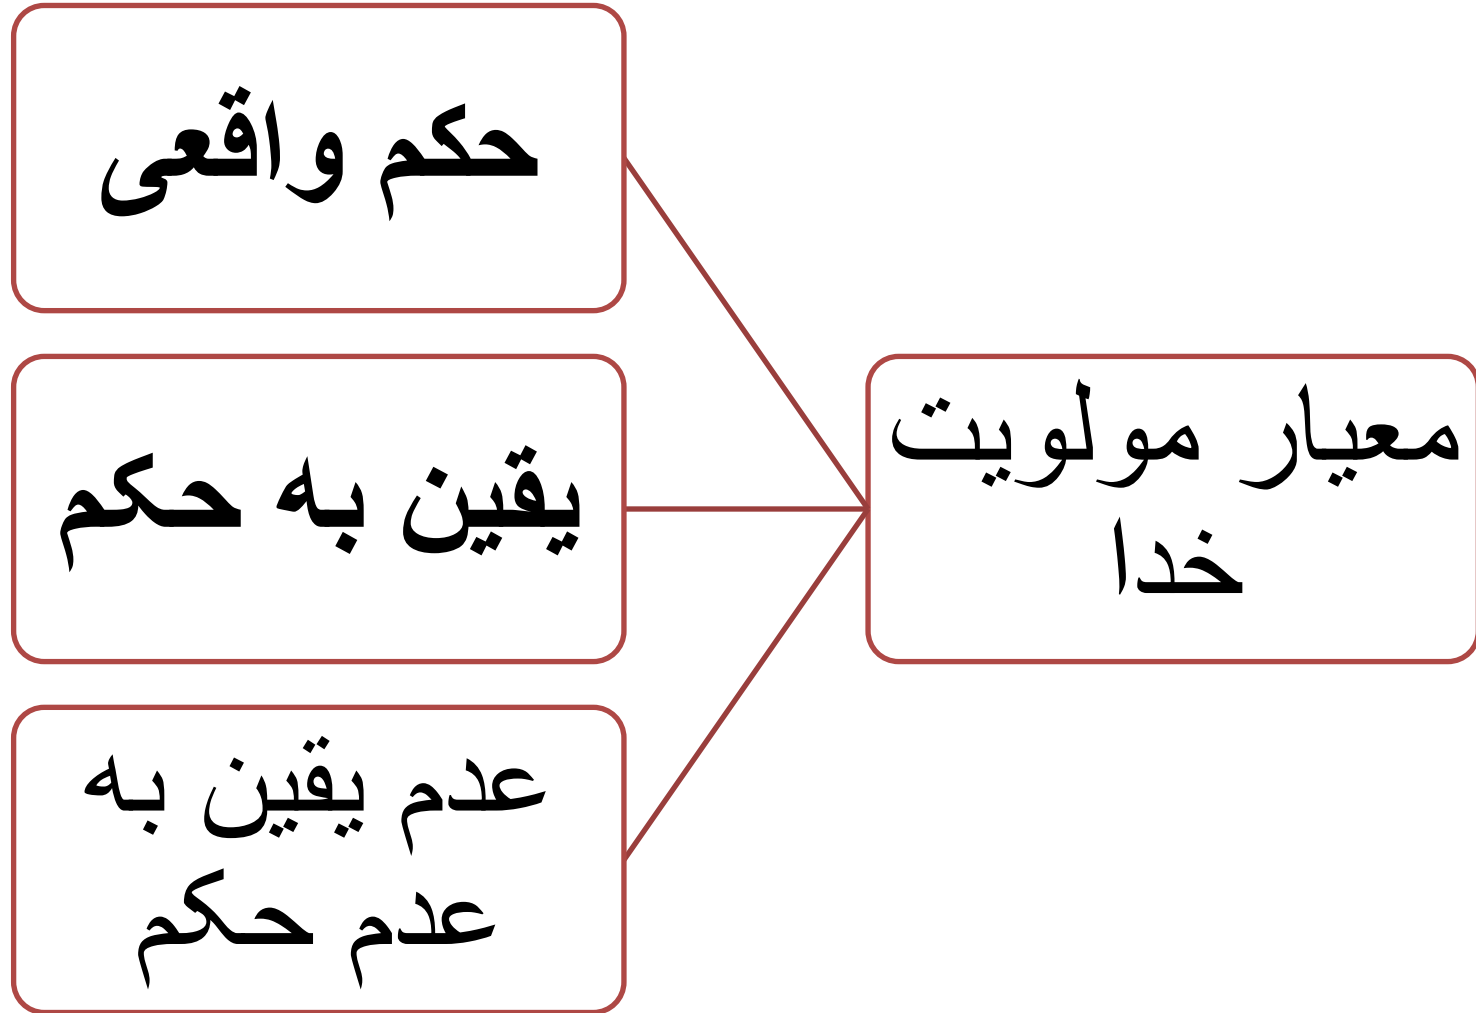 معیار مولویت
خدا
حکم واقعی
یقین به حکم
عدم یقین به
عدم حکم